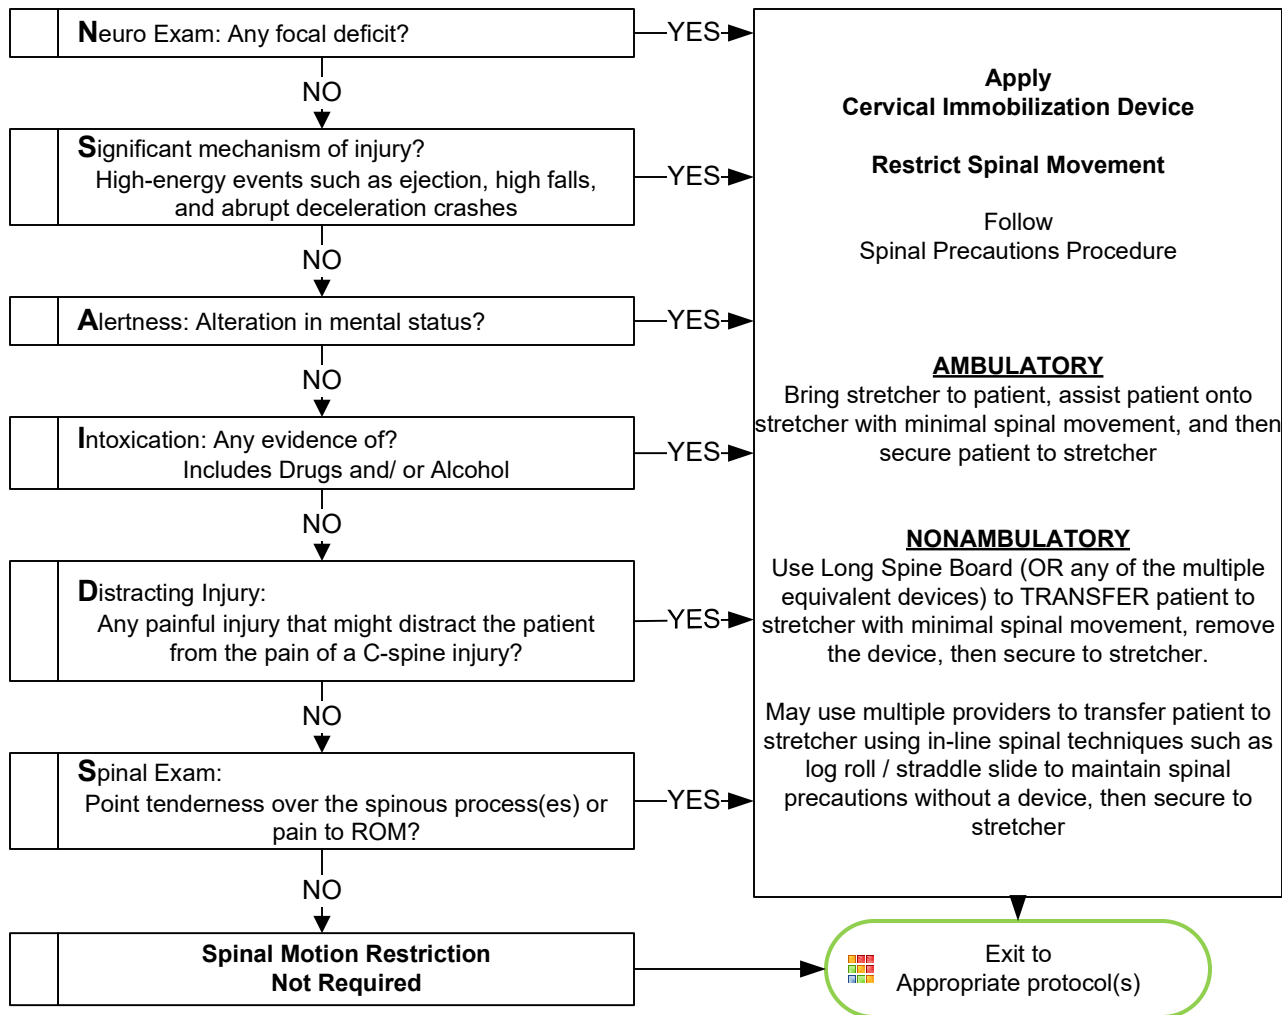 Neuro Exam: Any focal deficit?
YES
NO
Significant mechanism of injury?
High-energy events such as ejection, high falls,
and abrupt deceleration crashes
YES
NO
Alertness: Alteration in mental status?
YES
NO
Intoxication: Any evidence of?
Includes Drugs and/ or Alcohol
YES
NO
Distracting Injury:
Any painful injury that might distract the patient
from the pain of a C-spine injury?
YES
NO
Spinal Exam:
Point tenderness over the spinous process(es) or
pain to ROM?
YES
NO
Spinal Motion Restriction
Not Required
Apply
Cervical Immobilization Device
Restrict Spinal Movement
Follow
Spinal Precautions Procedure
AMBULATORY
Bring stretcher to patient, assist patient onto
stretcher with minimal spinal movement, and then
secure patient to stretcher
NONAMBULATORY
Use Long Spine Board (OR any of the multiple
equivalent devices) to TRANSFER patient to
stretcher with minimal spinal movement, remove
the device, then secure to stretcher.
May use multiple providers to transfer patient to
stretcher using in-line spinal techniques such as
log roll / straddle slide to maintain spinal
precautions without a device, then secure to
stretcher
Exit to
Appropriate protocol(s)